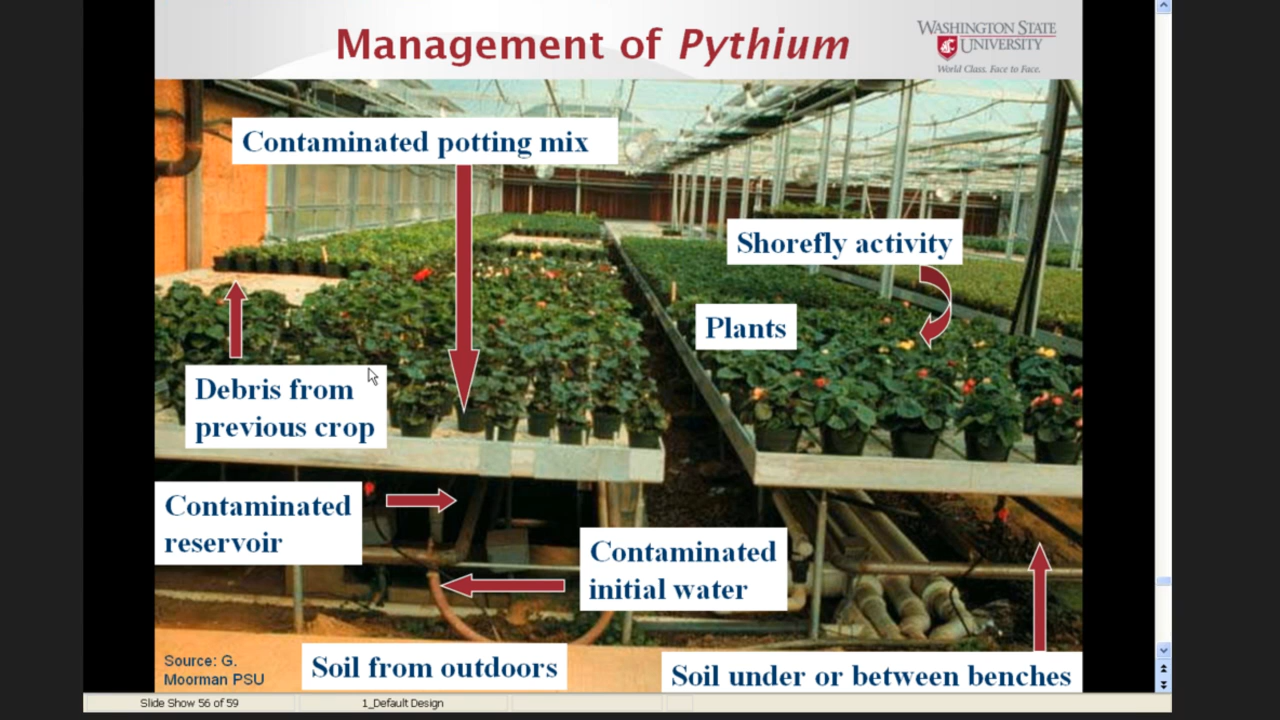 Management of Pythium
WASHINGTON STATE
UNIVERSITY
World Class. Face to Face.
Contaminated potting mix
Shorefly activity
Plants
Debris from
previous crop
Contaminated
reservoir
Contaminated
initial water
Source: G.
Moorman PSU
Soil from outdoors
Soil under or between benches
Slide Show 56 of 59
1_Default Design